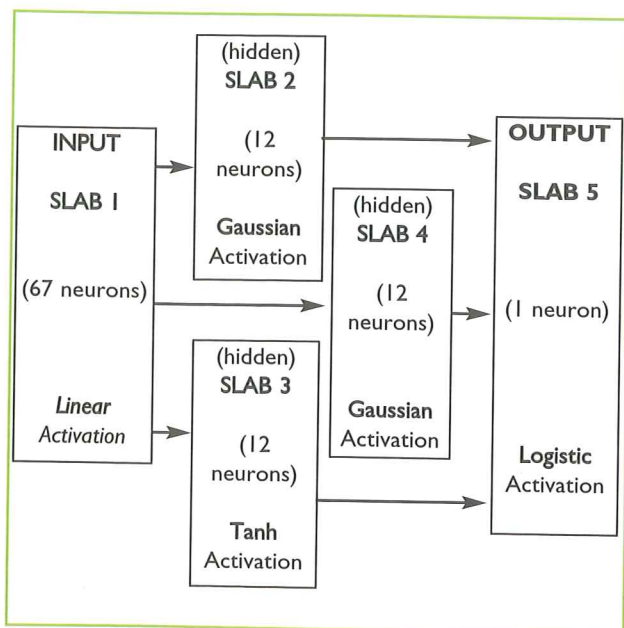 INPUT
SLAB 1
(67 neurons)
Linear
Activation
(hidden)
SLAB 2
(12
neurons)
Gaussian
Activation
(hidden)
SLAB 3
(12
neurons)
Tanh
Activation
(hidden)
SLAB 4
(12
neurons)
Gaussian
Activation
OUTPUT
SLAB 5
(1 neuron)
Logistic
Activation